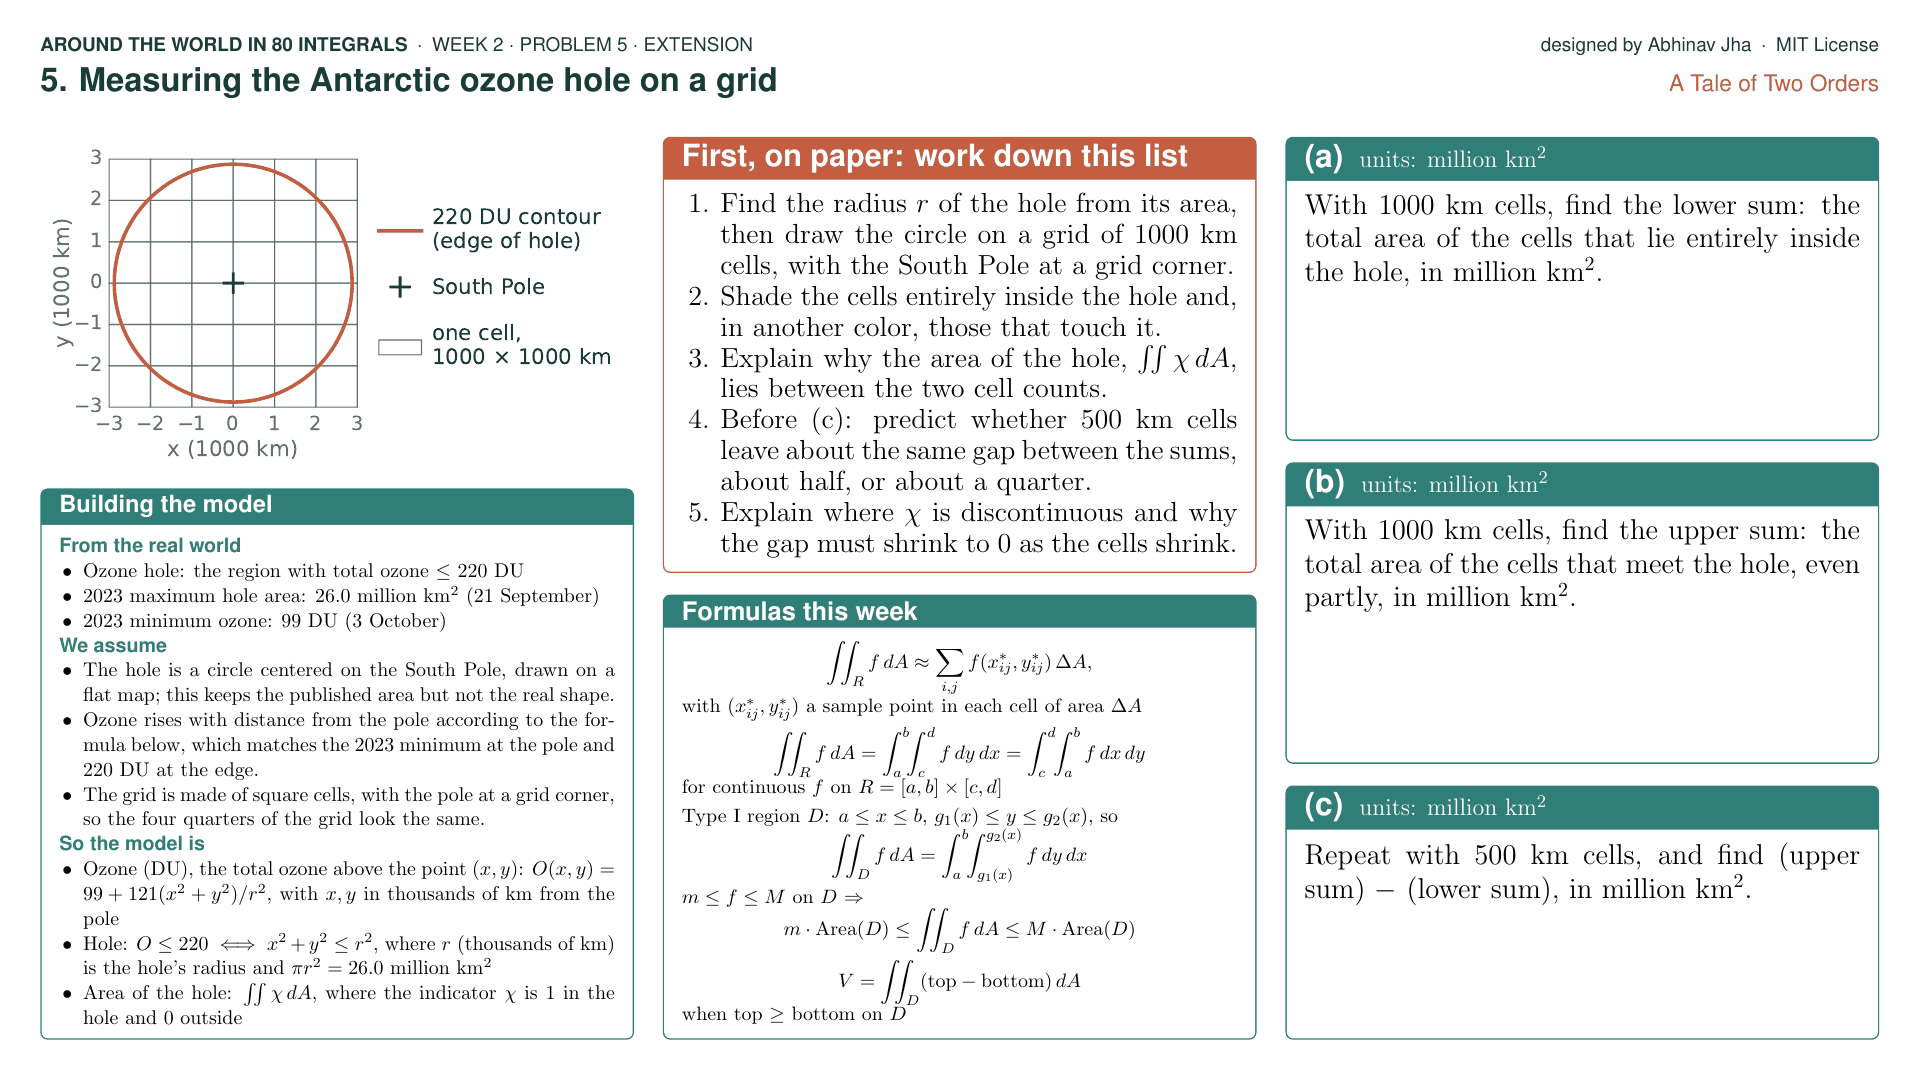 AROUND THE WORLD IN 80 INTEGRALS · WEEK 2 · PROBLEM 5 · EXTENSION
designed by Abhinav Jha · MIT License
5. Measuring the Antarctic ozone hole on a grid
A Tale of Two Orders
3
2
1
0
−1
−2
−3
y (1000 km)
−3 −2 −1 0 1 2 3
x (1000 km)
220 DU contour
(edge of hole)
South Pole
one cell,
1000 × 1000 km
Building the model
From the real world
• Ozone hole: the region with total ozone ≤ 220 DU
• 2023 maximum hole area: 26.0 million km² (21 September)
• 2023 minimum ozone: 99 DU (3 October)
We assume
• The hole is a circle centered on the South Pole, drawn on a
flat map; this keeps the published area but not the real shape.
• Ozone rises with distance from the pole according to the for-
mula below, which matches the 2023 minimum at the pole and
220 DU at the edge.
• The grid is made of square cells, with the pole at a grid corner,
so the four quarters of the grid look the same.
So the model is
• Ozone (DU), the total ozone above the point (x, y): O(x, y) =
99 + 121(x² + y²)/r², with x, y in thousands of km from the
pole
• Hole: O ≤ 220 ⟺ x² + y² ≤ r², where r (thousands of km)
is the hole's radius and πr² = 26.0 million km²
• Area of the hole: ∬ χ dA, where the indicator χ is 1 in the
hole and 0 outside
First, on paper: work down this list
1. Find the radius r of the hole from its area,
then draw the circle on a grid of 1000 km
cells, with the South Pole at a grid corner.
2. Shade the cells entirely inside the hole and,
in another color, those that touch it.
3. Explain why the area of the hole, ∬ χ dA,
lies between the two cell counts.
4. Before (c): predict whether 500 km cells
leave about the same gap between the sums,
about half, or about a quarter.
5. Explain where χ is discontinuous and why
the gap must shrink to 0 as the cells shrink.
Formulas this week
∬_R f dA ≈ ∑_{i,j} f(x*_{ij}, y*_{ij}) ΔA,
with (x*_{ij}, y*_{ij}) a sample point in each cell of area ΔA
∬_R f dA = ∫_a^b ∫_c^d f dy dx = ∫_c^d ∫_a^b f dx dy
for continuous f on R = [a, b] × [c, d]
Type I region D: a ≤ x ≤ b, g₁(x) ≤ y ≤ g₂(x), so
∬_D f dA = ∫_a^b ∫_{g₁(x)}^{g₂(x)} f dy dx
m ≤ f ≤ M on D ⇒
m · Area(D) ≤ ∬_D f dA ≤ M · Area(D)
V = ∬_D (top − bottom) dA
when top ≥ bottom on D
(a) units: million km²
With 1000 km cells, find the lower sum: the
total area of the cells that lie entirely inside
the hole, in million km².
(b) units: million km²
With 1000 km cells, find the upper sum: the
total area of the cells that meet the hole, even
partly, in million km².
(c) units: million km²
Repeat with 500 km cells, and find (upper
sum) − (lower sum), in million km².